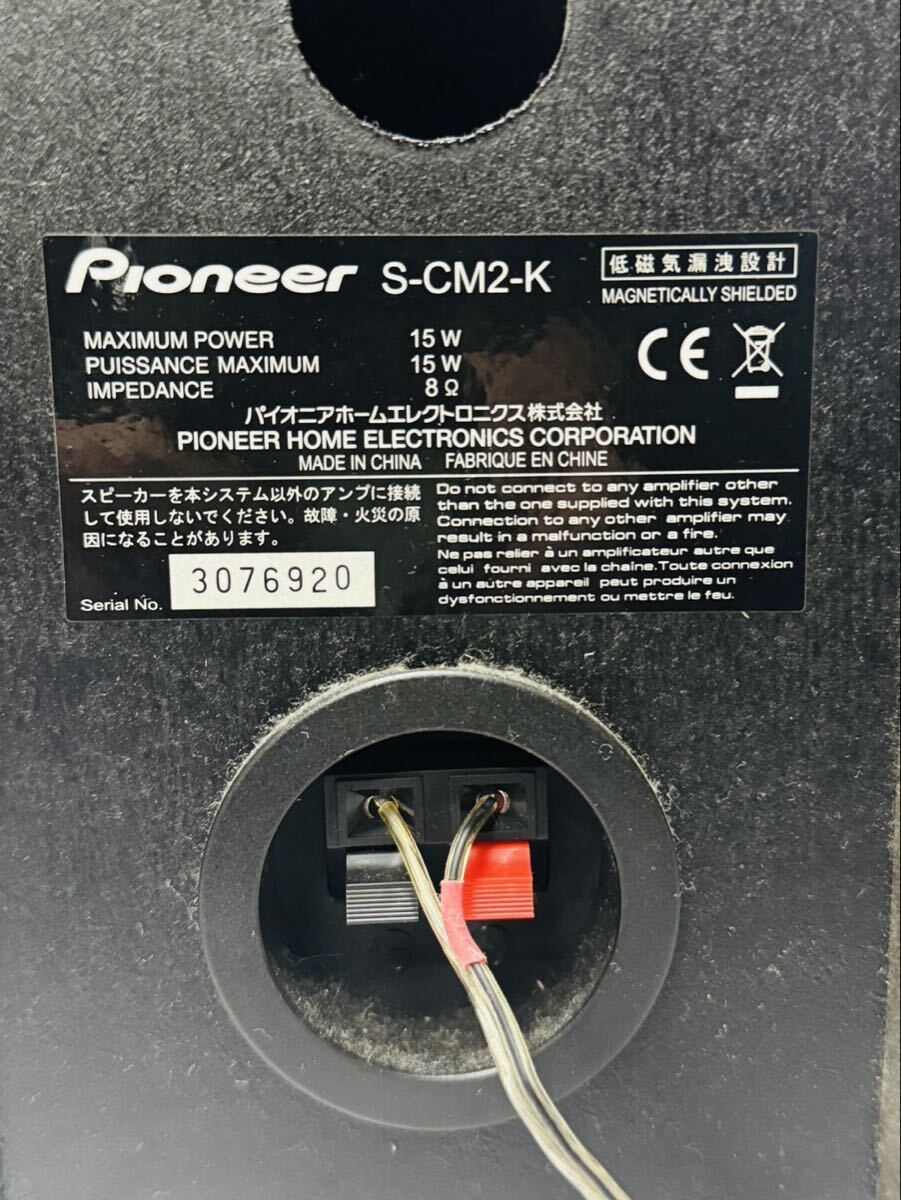 Pioneer S-CM2-K
低磁気漏洩設計
MAGNETICALLY SHIELDED
MAXIMUM POWER 15 W
PUISSANCE MAXIMUM 15 W
IMPEDANCE 8 Ω
CE
パイオニアホームエレクトロニクス株式会社
PIONEER HOME ELECTRONICS CORPORATION
MADE IN CHINA FABRIQUE EN CHINE
スピーカーを本システム以外のアンプに接続
して使用しないでください。故障・火災の原
因になることがあります。
Serial No. 3076920
Do not connect to any amplifier other
than the one supplied with this system.
Connection to any other amplifier may
result in a malfunction or a fire.
Ne pas relier à un amplificateur autre que
celui fourni avec la chaîne. Toute connexion
à un autre appareil peut produire un
dysfonctionnement ou mettre le feu.